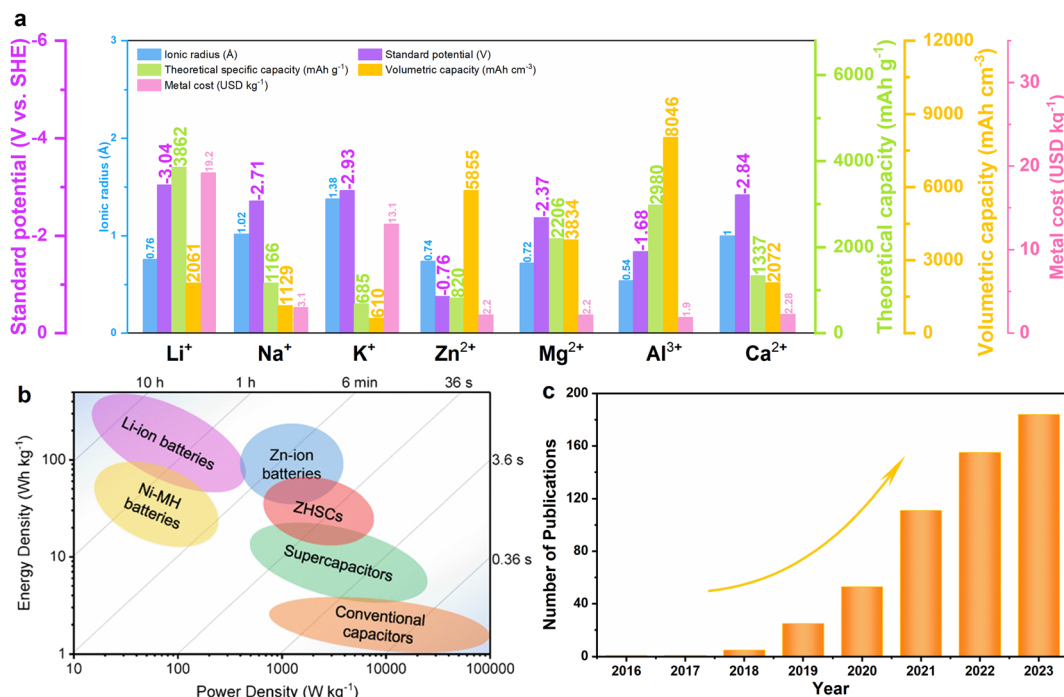 a
Standard potential (V vs. SHE)
-6
-4
-2
0
Ionic radius (Å)
3
2
1
0
Ionic radius (Å)
Standard potential (V)
Theoretical specific capacity (mAh g⁻¹)
Volumetric capacity (mAh cm⁻³)
Metal cost (USD kg⁻¹)
0.76
-3.04
3862
2061
19.2
1.02
-2.71
1166
1129
3.1
1.38
-2.93
685
610
13.1
0.74
-0.76
820
5855
2.2
0.72
-2.37
2206
3834
2.2
0.54
-1.68
2980
8046
1.9
1
-2.84
1337
2072
2.28
Li⁺
Na⁺
K⁺
Zn²⁺
Mg²⁺
Al³⁺
Ca²⁺
6000
4000
2000
0
Theoretical capacity (mAh g⁻¹)
12000
9000
6000
3000
0
Volumetric capacity (mAh cm⁻³)
35
30
25
20
15
10
5
0
Metal cost (USD kg⁻¹)
b
10 h
1 h
6 min
36 s
3.6 s
0.36 s
Energy Density (Wh kg⁻¹)
100
10
1
Li-ion batteries
Ni-MH
batteries
Zn-ion
batteries
ZHSCs
Supercapacitors
Conventional
capacitors
10
100
1000
10000
100000
Power Density (W kg⁻¹)
c
Number of Publications
200
160
120
80
40
0
2016
2017
2018
2019
2020
2021
2022
2023
Year